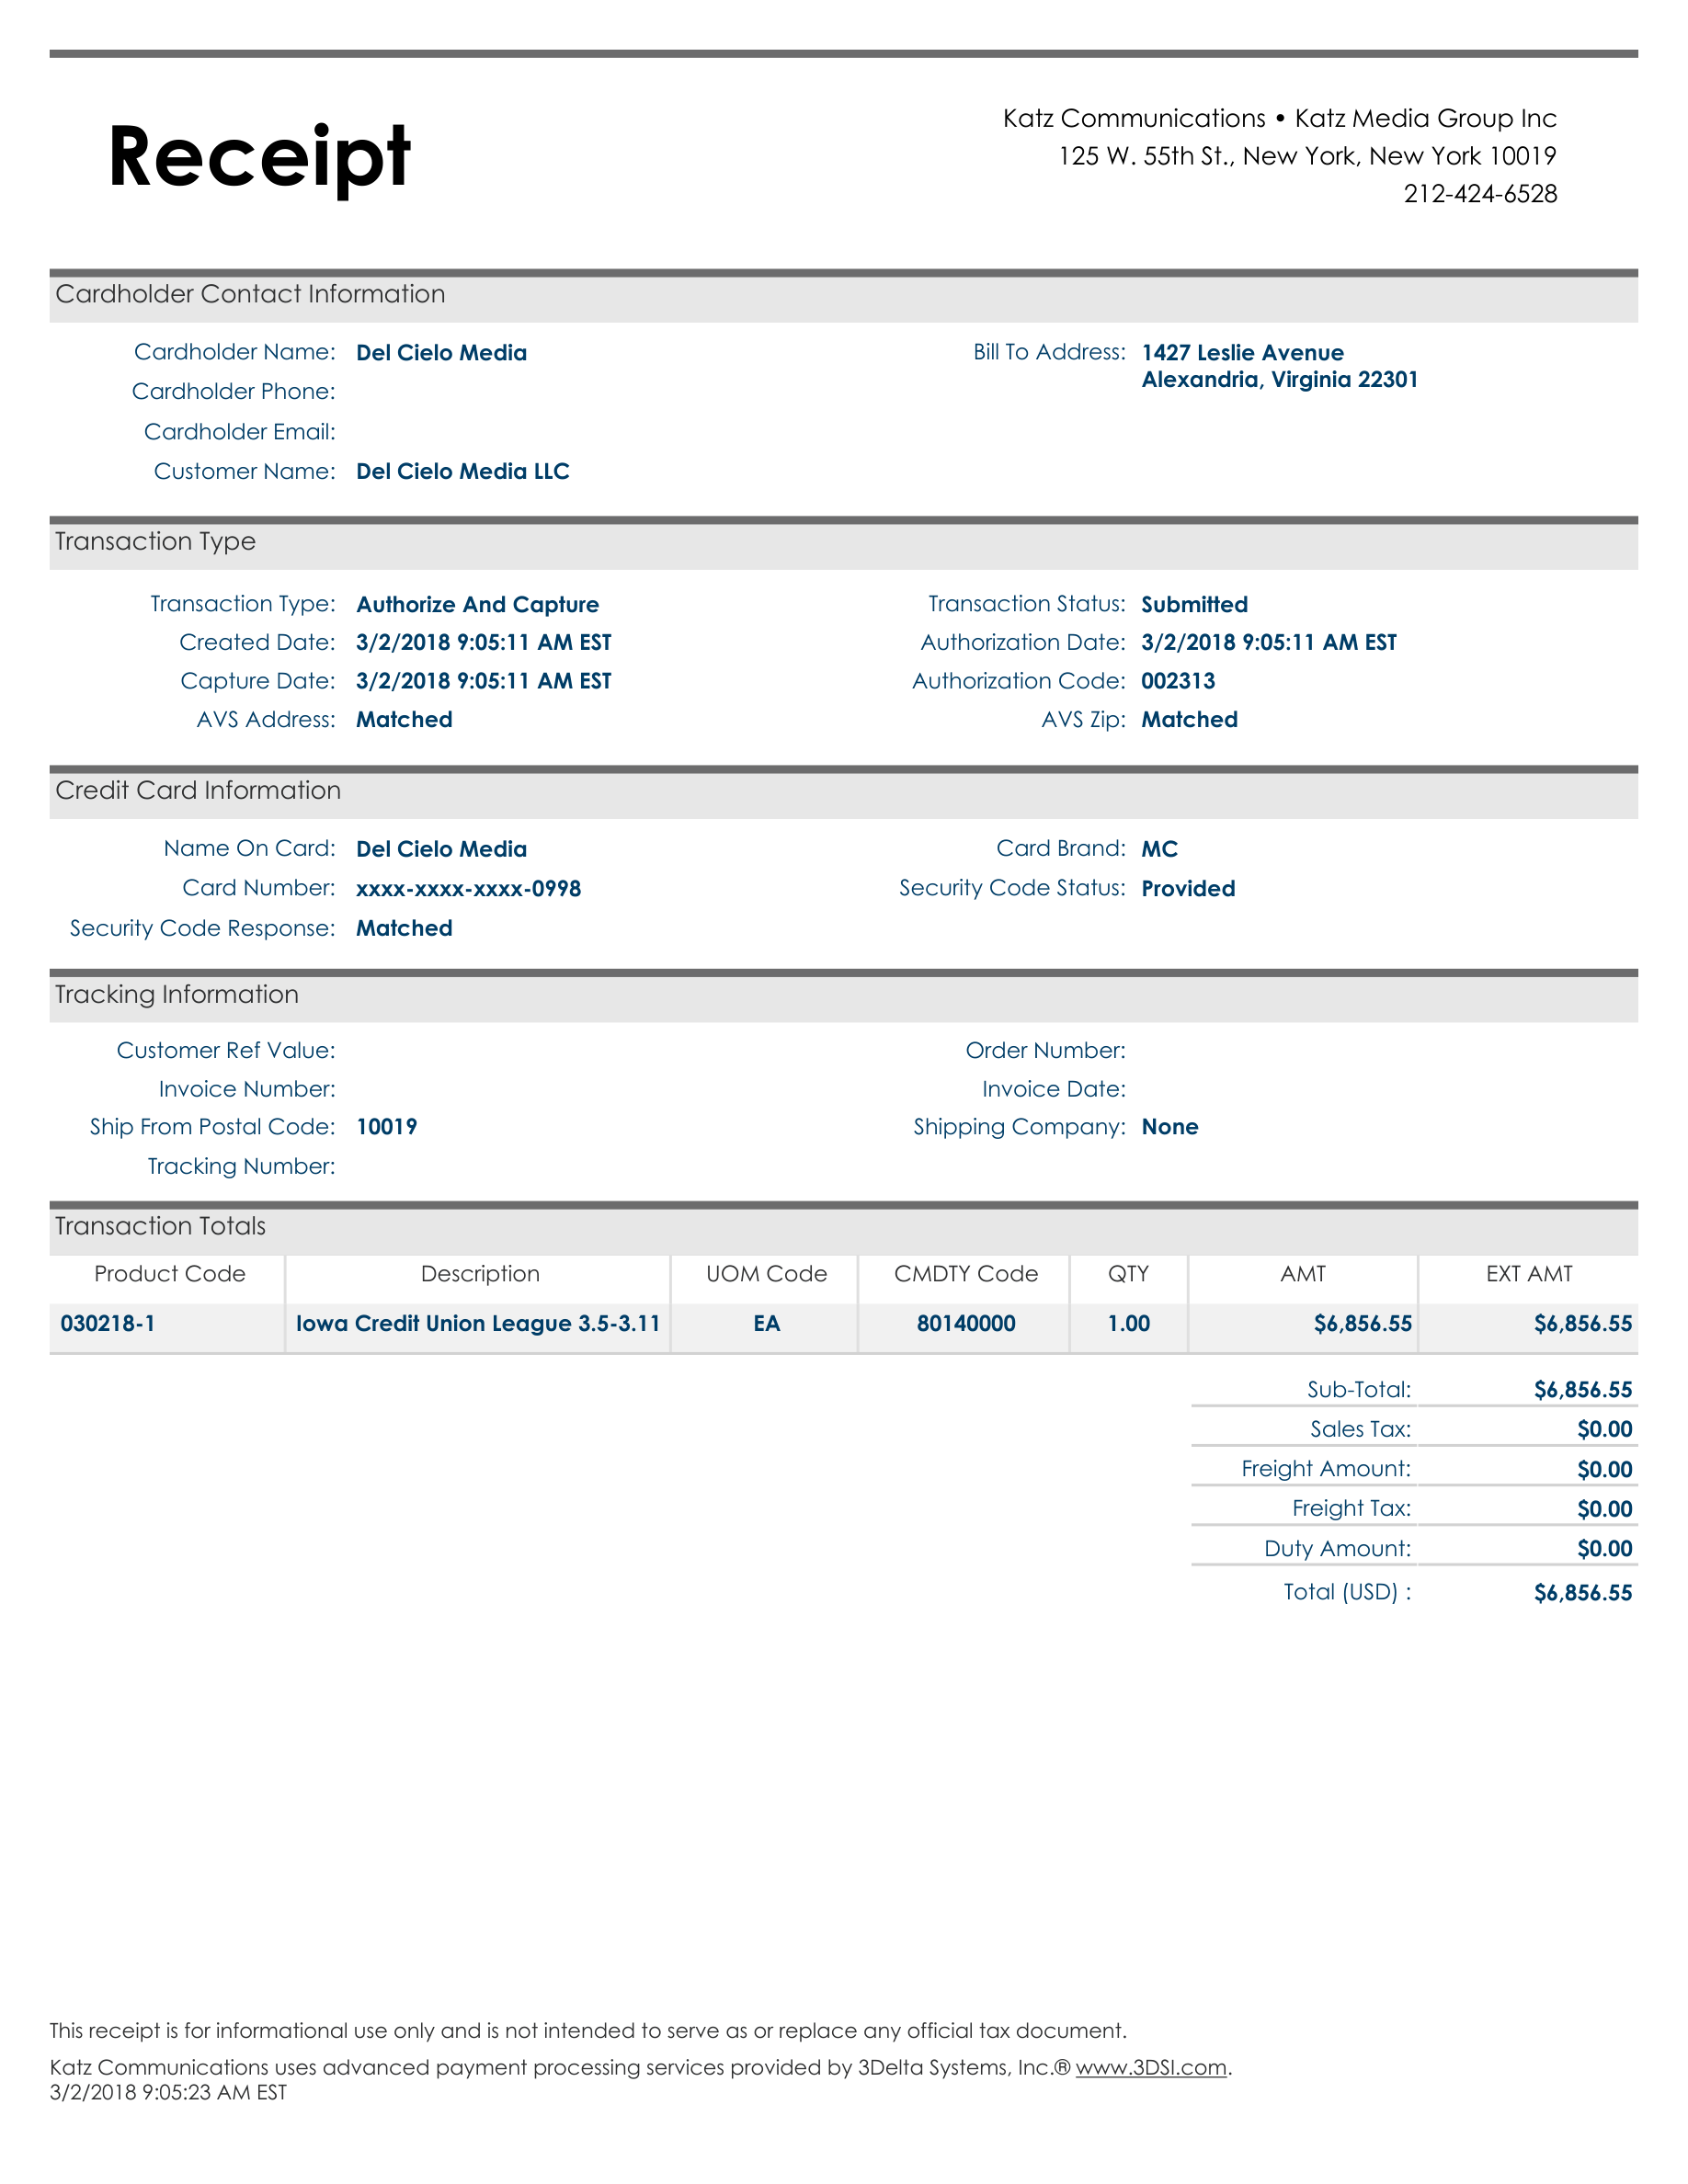 Receipt
Katz Communications • Katz Media Group Inc
125 W. 55th St., New York, New York 10019
212-424-6528
Cardholder Contact Information
Cardholder Name: Del Cielo Media
Bill To Address: 1427 Leslie Avenue
Alexandria, Virginia 22301
Cardholder Phone:
Cardholder Email:
Customer Name: Del Cielo Media LLC
Transaction Type
Transaction Type: Authorize And Capture Transaction Status: Submitted
Created Date: 3/2/2018 9:05:11 AM EST Authorization Date: 3/2/2018 9:05:11 AM EST
Capture Date: 3/2/2018 9:05:11 AM EST Authorization Code: 002313
AVS Address: Matched AVS Zip: Matched
Credit Card Information
Name On Card: Del Cielo Media Card Brand: MC
Card Number: xxxx-xxxx-xxxx-0998 Security Code Status: Provided
Security Code Response: Matched
Tracking Information
Customer Ref Value: Order Number:
Invoice Number: Invoice Date:
Ship From Postal Code: 10019 Shipping Company: None
Tracking Number:
Transaction Totals
Product Code Description UOM Code CMDTY Code QTY AMT EXT AMT
030218-1 Iowa Credit Union League 3.5-3.11 EA 80140000 1.00 $6,856.55 $6,856.55
Sub-Total: $6,856.55
Sales Tax: $0.00
Freight Amount: $0.00
Freight Tax: $0.00
Duty Amount: $0.00
Total (USD) : $6,856.55
This receipt is for informational use only and is not intended to serve as or replace any official tax document.
Katz Communications uses advanced payment processing services provided by 3Delta Systems, Inc.® www.3DSI.com.
3/2/2018 9:05:23 AM EST